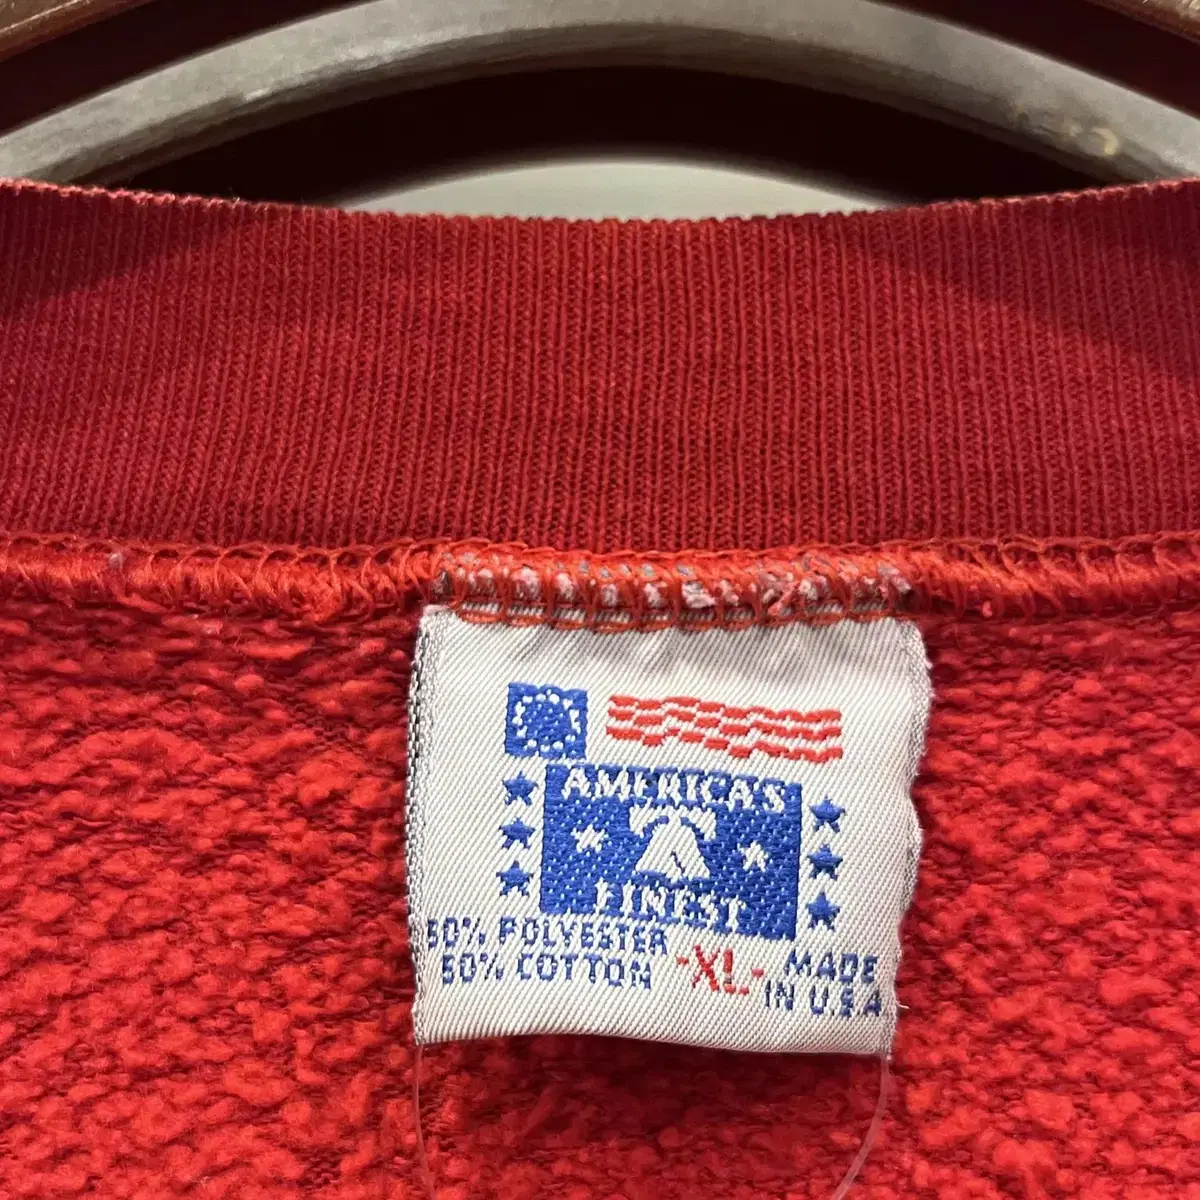 AMERICA'S
FINEST
50% POLYESTER
50% COTTON
-XL-
MADE
IN U.S.A